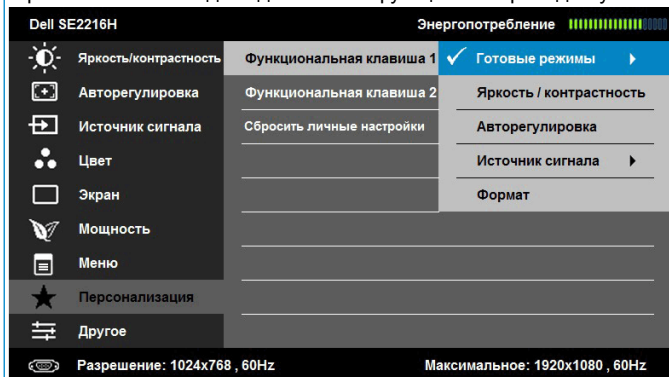 Dell SE2216H Энергопотребление
Яркость/контрастность Функциональная клавиша 1 Готовые режимы
Авторегулировка Функциональная клавиша 2 Яркость / контрастность
Источник сигнала Сбросить личные настройки Авторегулировка
Цвет Источник сигнала
Экран Формат
Мощность
Меню
Персонализация
Другое
Разрешение: 1024x768 , 60Hz Максимальное: 1920x1080 , 60Hz